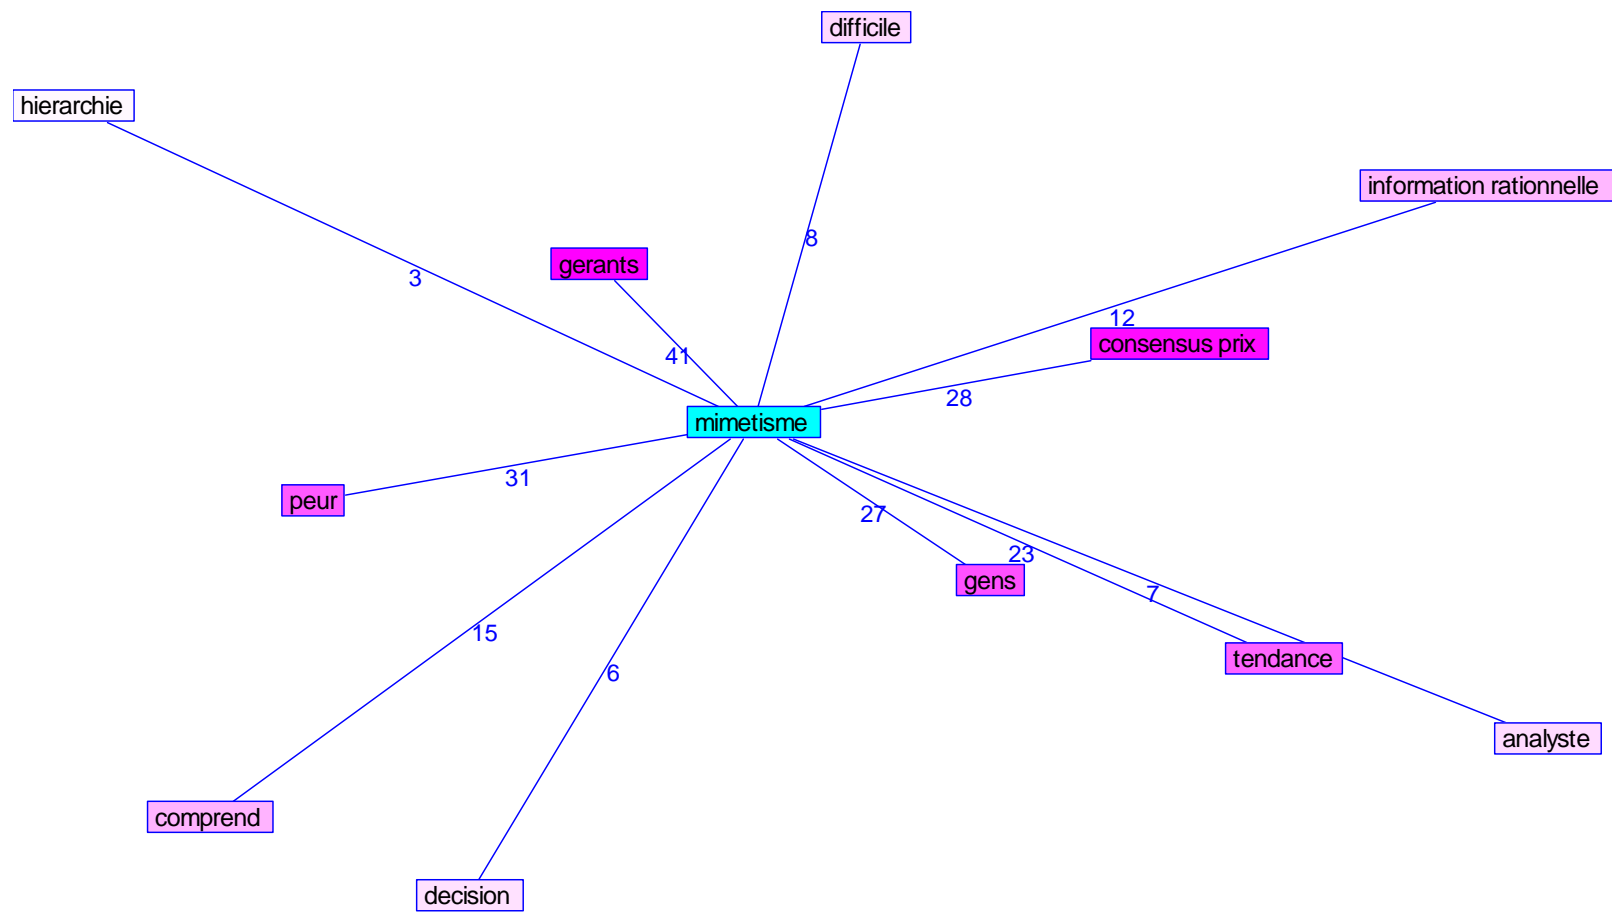 difficile
hierarchie
information rationnelle
8
gerants
3
12
consensus prix
41
28
mimetisme
31
peur
27
23
gens
7
15
tendance
6
analyste
comprend
decision